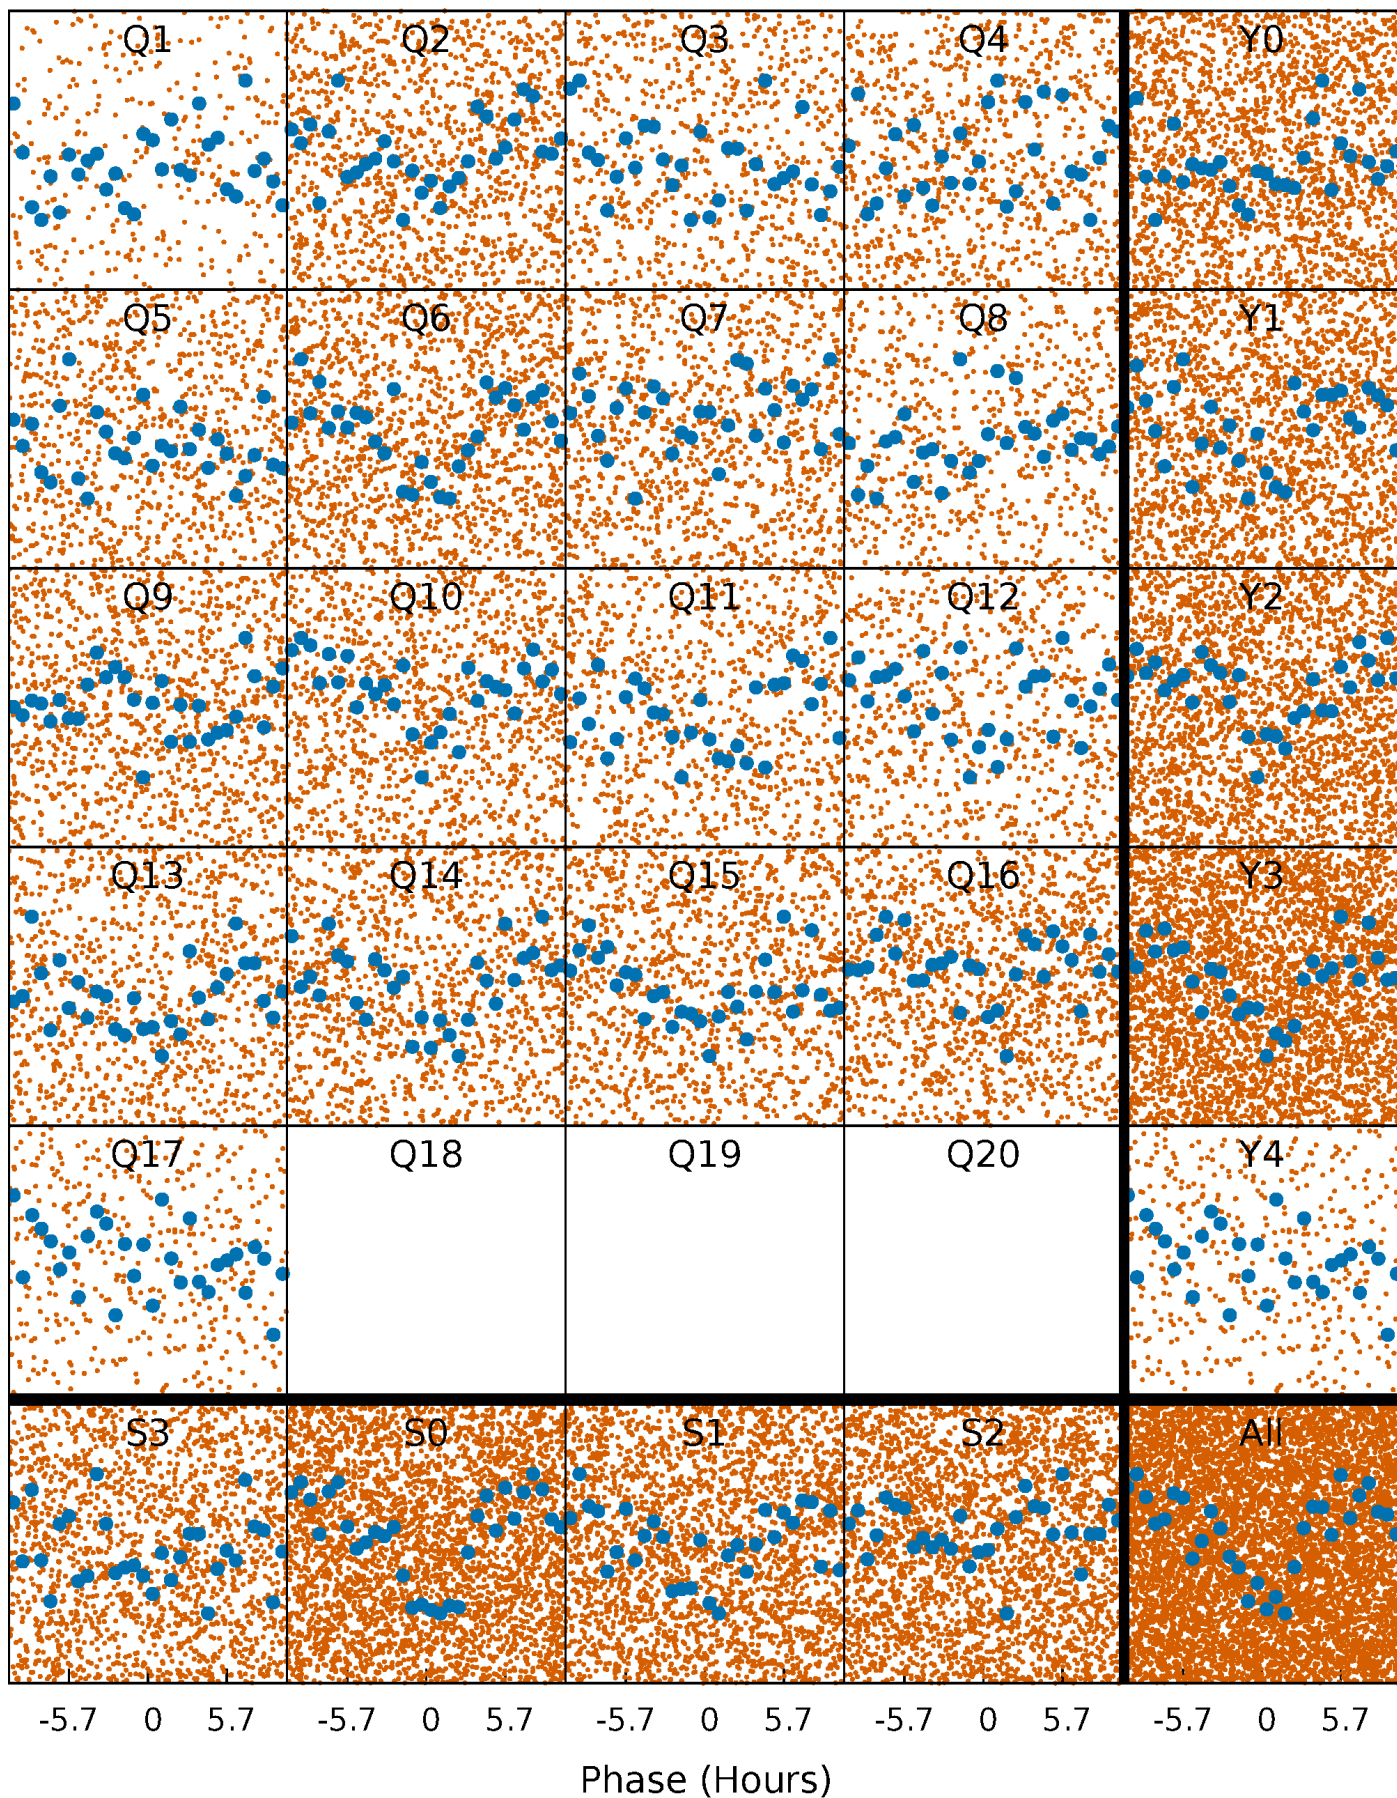 Q1 Q2 Q3 Q4 Y0
Q5 Q6 Q7 Q8 Y1
Q9 Q10 Q11 Q12 Y2
Q13 Q14 Q15 Q16 Y3
Q17 Q18 Q19 Q20 Y4
S3 S0 S1 S2 All
-5.7 0 5.7 -5.7 0 5.7 -5.7 0 5.7 -5.7 0 5.7 -5.7 0 5.7
Phase (Hours)